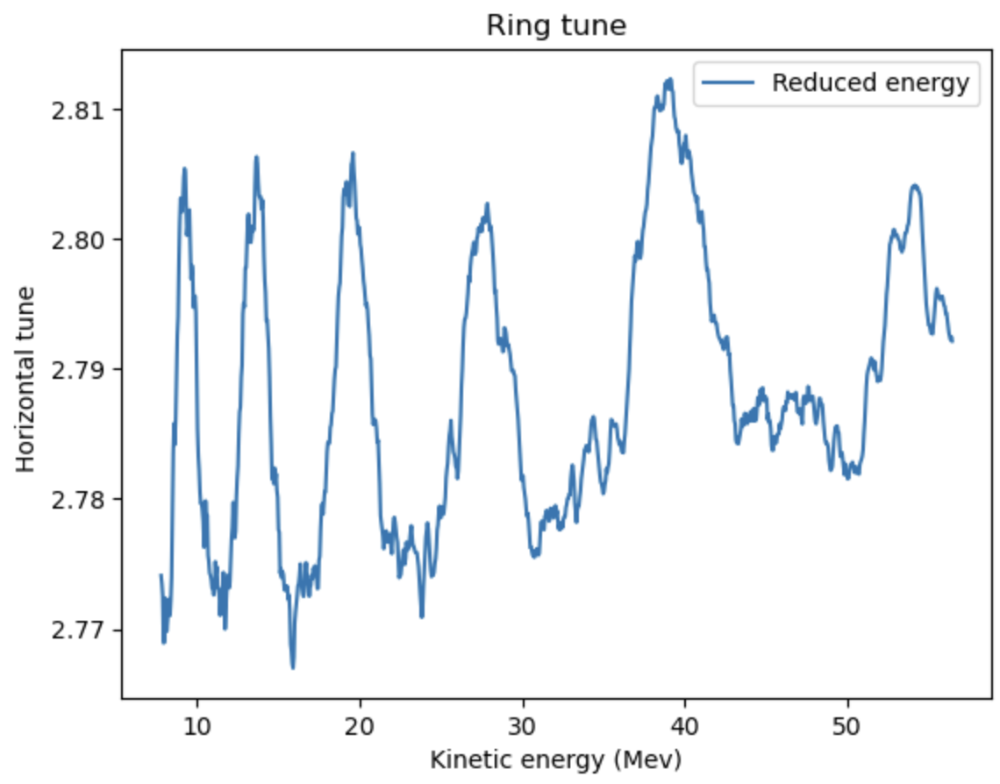 Ring tune
Reduced energy
Horizontal tune
2.81
2.80
2.79
2.78
2.77
10 20 30 40 50
Kinetic energy (Mev)